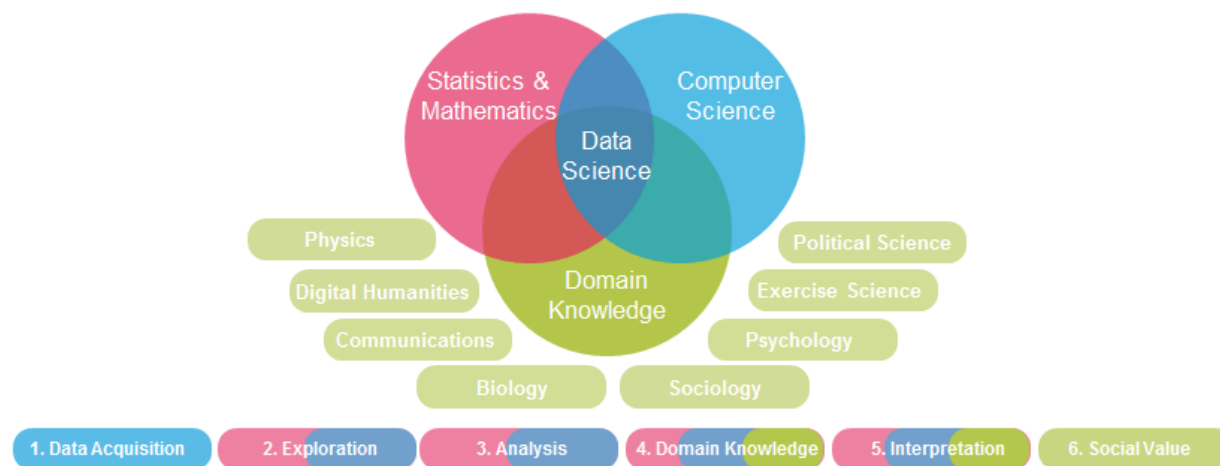 Statistics &
Mathematics
Computer
Science
Data
Science
Domain
Knowledge
Physics
Digital Humanities
Communications
Biology
Political Science
Exercise Science
Psychology
Sociology
1. Data Acquisition
2. Exploration
3. Analysis
4. Domain Knowledge
5. Interpretation
6. Social Value